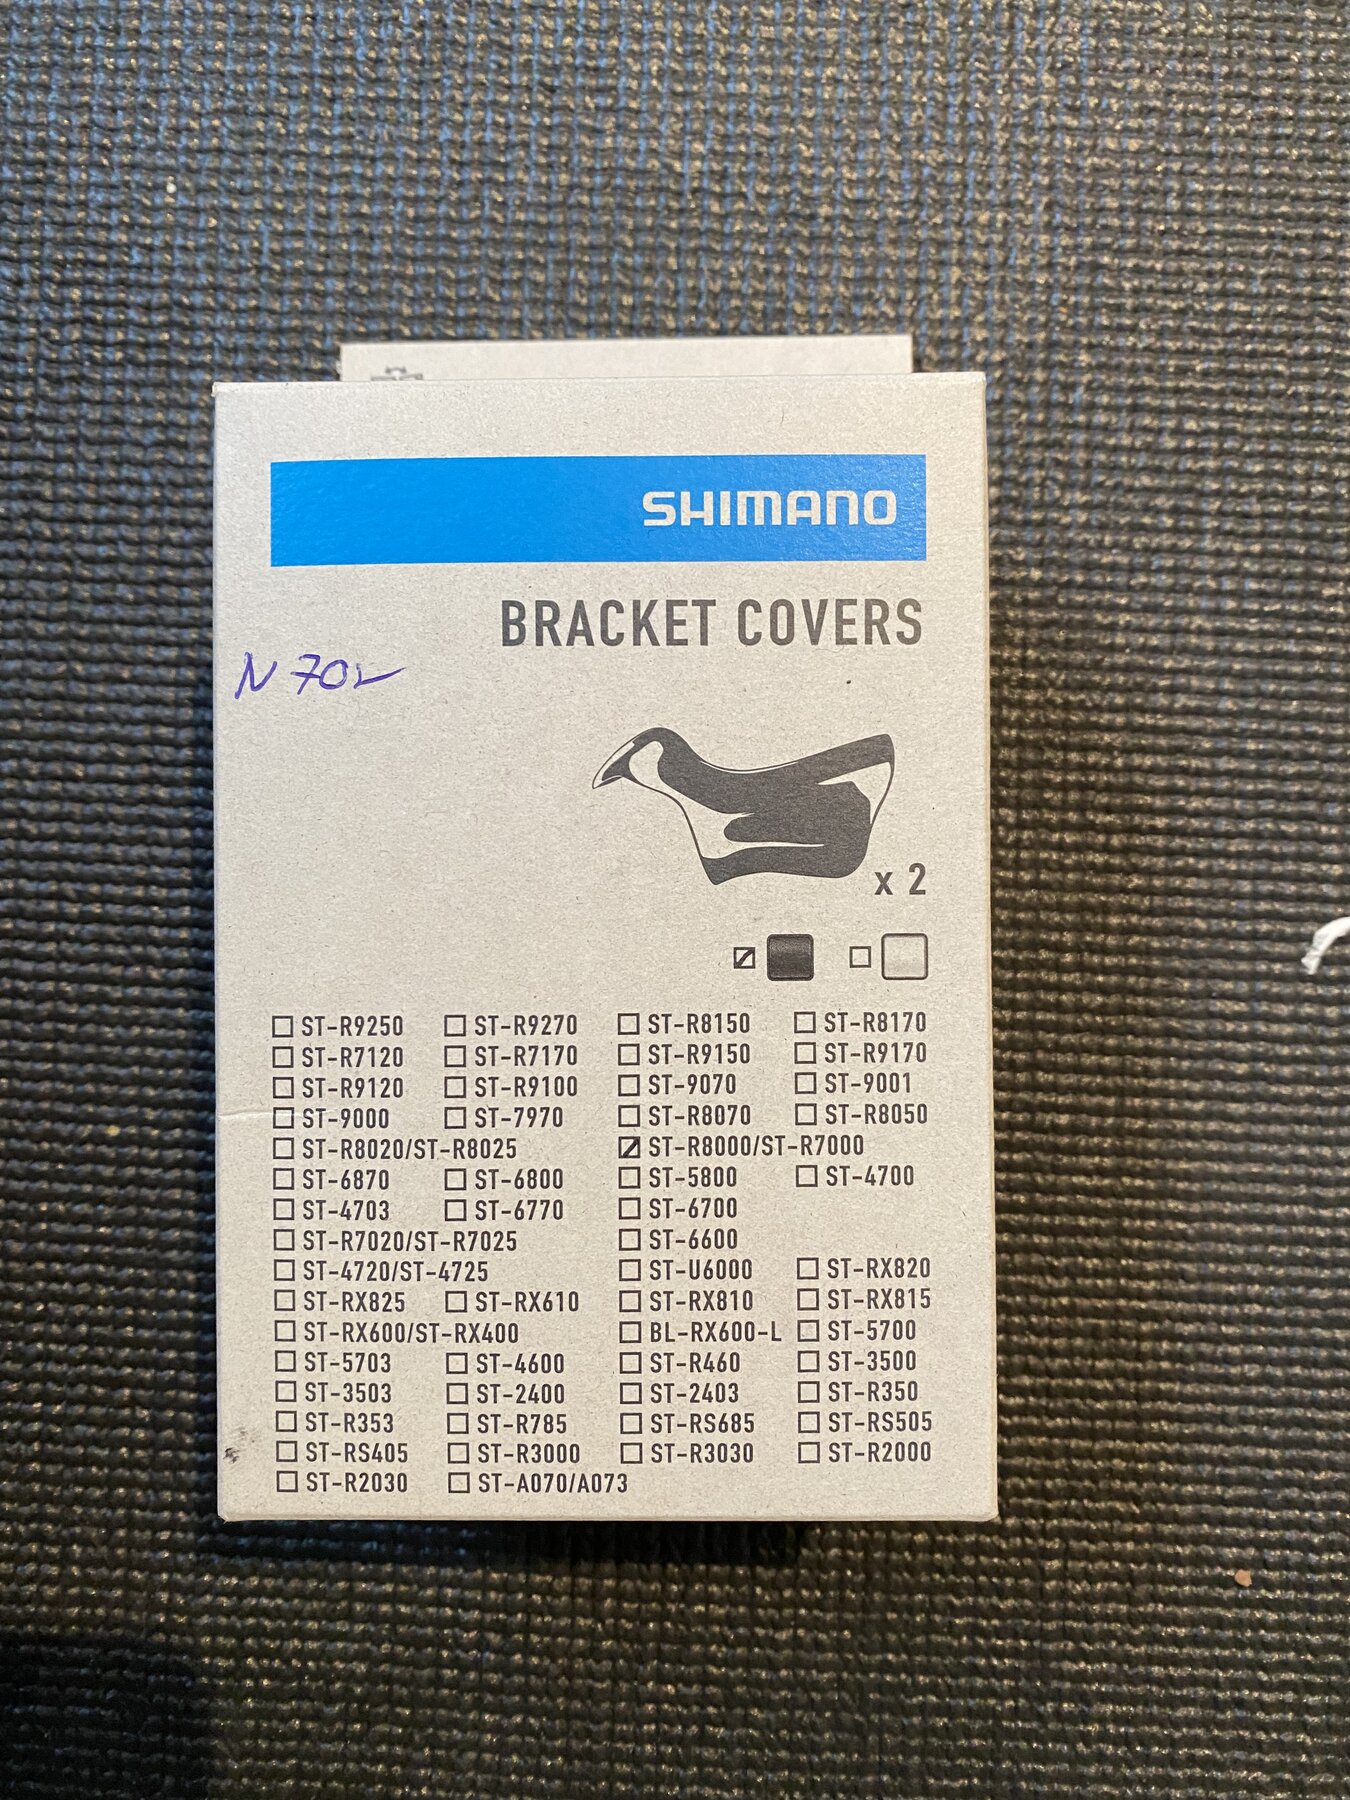 SHIMANO
BRACKET COVERS
N 70
x 2
ST-R9250 ST-R9270 ST-R8150 ST-R8170
ST-R7120 ST-R7170 ST-R9150 ST-R9170
ST-R9120 ST-R9100 ST-9070 ST-9001
ST-9000 ST-7970 ST-R8070 ST-R8050
ST-R8020/ST-R8025 ST-R8000/ST-R7000
ST-6870 ST-6800 ST-5800 ST-4700
ST-4703 ST-6770 ST-6700
ST-R7020/ST-R7025 ST-6600
ST-4720/ST-4725 ST-U6000 ST-RX820
ST-RX825 ST-RX610 ST-RX810 ST-RX815
ST-RX600/ST-RX400 BL-RX600-L ST-5700
ST-5703 ST-4600 ST-R460 ST-3500
ST-3503 ST-2400 ST-2403 ST-R350
ST-R353 ST-R785 ST-RS685 ST-RS505
ST-RS405 ST-R3000 ST-R3030 ST-R2000
ST-R2030 ST-A070/A073